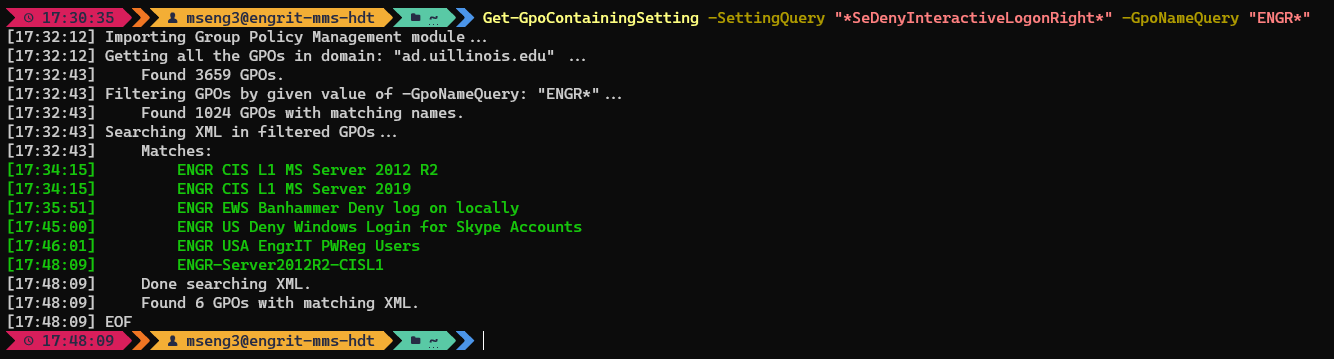 17:30:35 mseng3@engrit-mms-hdt ~ Get-GpoContainingSetting -SettingQuery "*SeDenyInteractiveLogonRight*" -GpoNameQuery "ENGR*"
[17:32:12] Importing Group Policy Management module...
[17:32:12] Getting all the GPOs in domain: "ad.uillinois.edu" ...
[17:32:43]     Found 3659 GPOs.
[17:32:43] Filtering GPOs by given value of -GpoNameQuery: "ENGR*"...
[17:32:43]     Found 1024 GPOs with matching names.
[17:32:43] Searching XML in filtered GPOs...
[17:32:43]     Matches:
[17:34:15]         ENGR CIS L1 MS Server 2012 R2
[17:34:15]         ENGR CIS L1 MS Server 2019
[17:35:51]         ENGR EWS Banhammer Deny log on locally
[17:45:00]         ENGR US Deny Windows Login for Skype Accounts
[17:46:01]         ENGR USA EngrIT PWReg Users
[17:48:09]         ENGR-Server2012R2-CISL1
[17:48:09]     Done searching XML.
[17:48:09]     Found 6 GPOs with matching XML.
[17:48:09] EOF
17:48:09 mseng3@engrit-mms-hdt ~